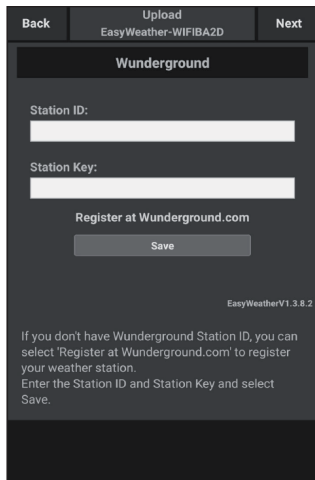 Back
Upload
EasyWeather-WIFIBA2D
Next
Wunderground
Station ID:
Station Key:
Register at Wunderground.com
Save
EasyWeatherV1.3.8.2
If you don't have Wunderground Station ID, you can
select 'Register at Wunderground.com' to register
your weather station.
Enter the Station ID and Station Key and select
Save.